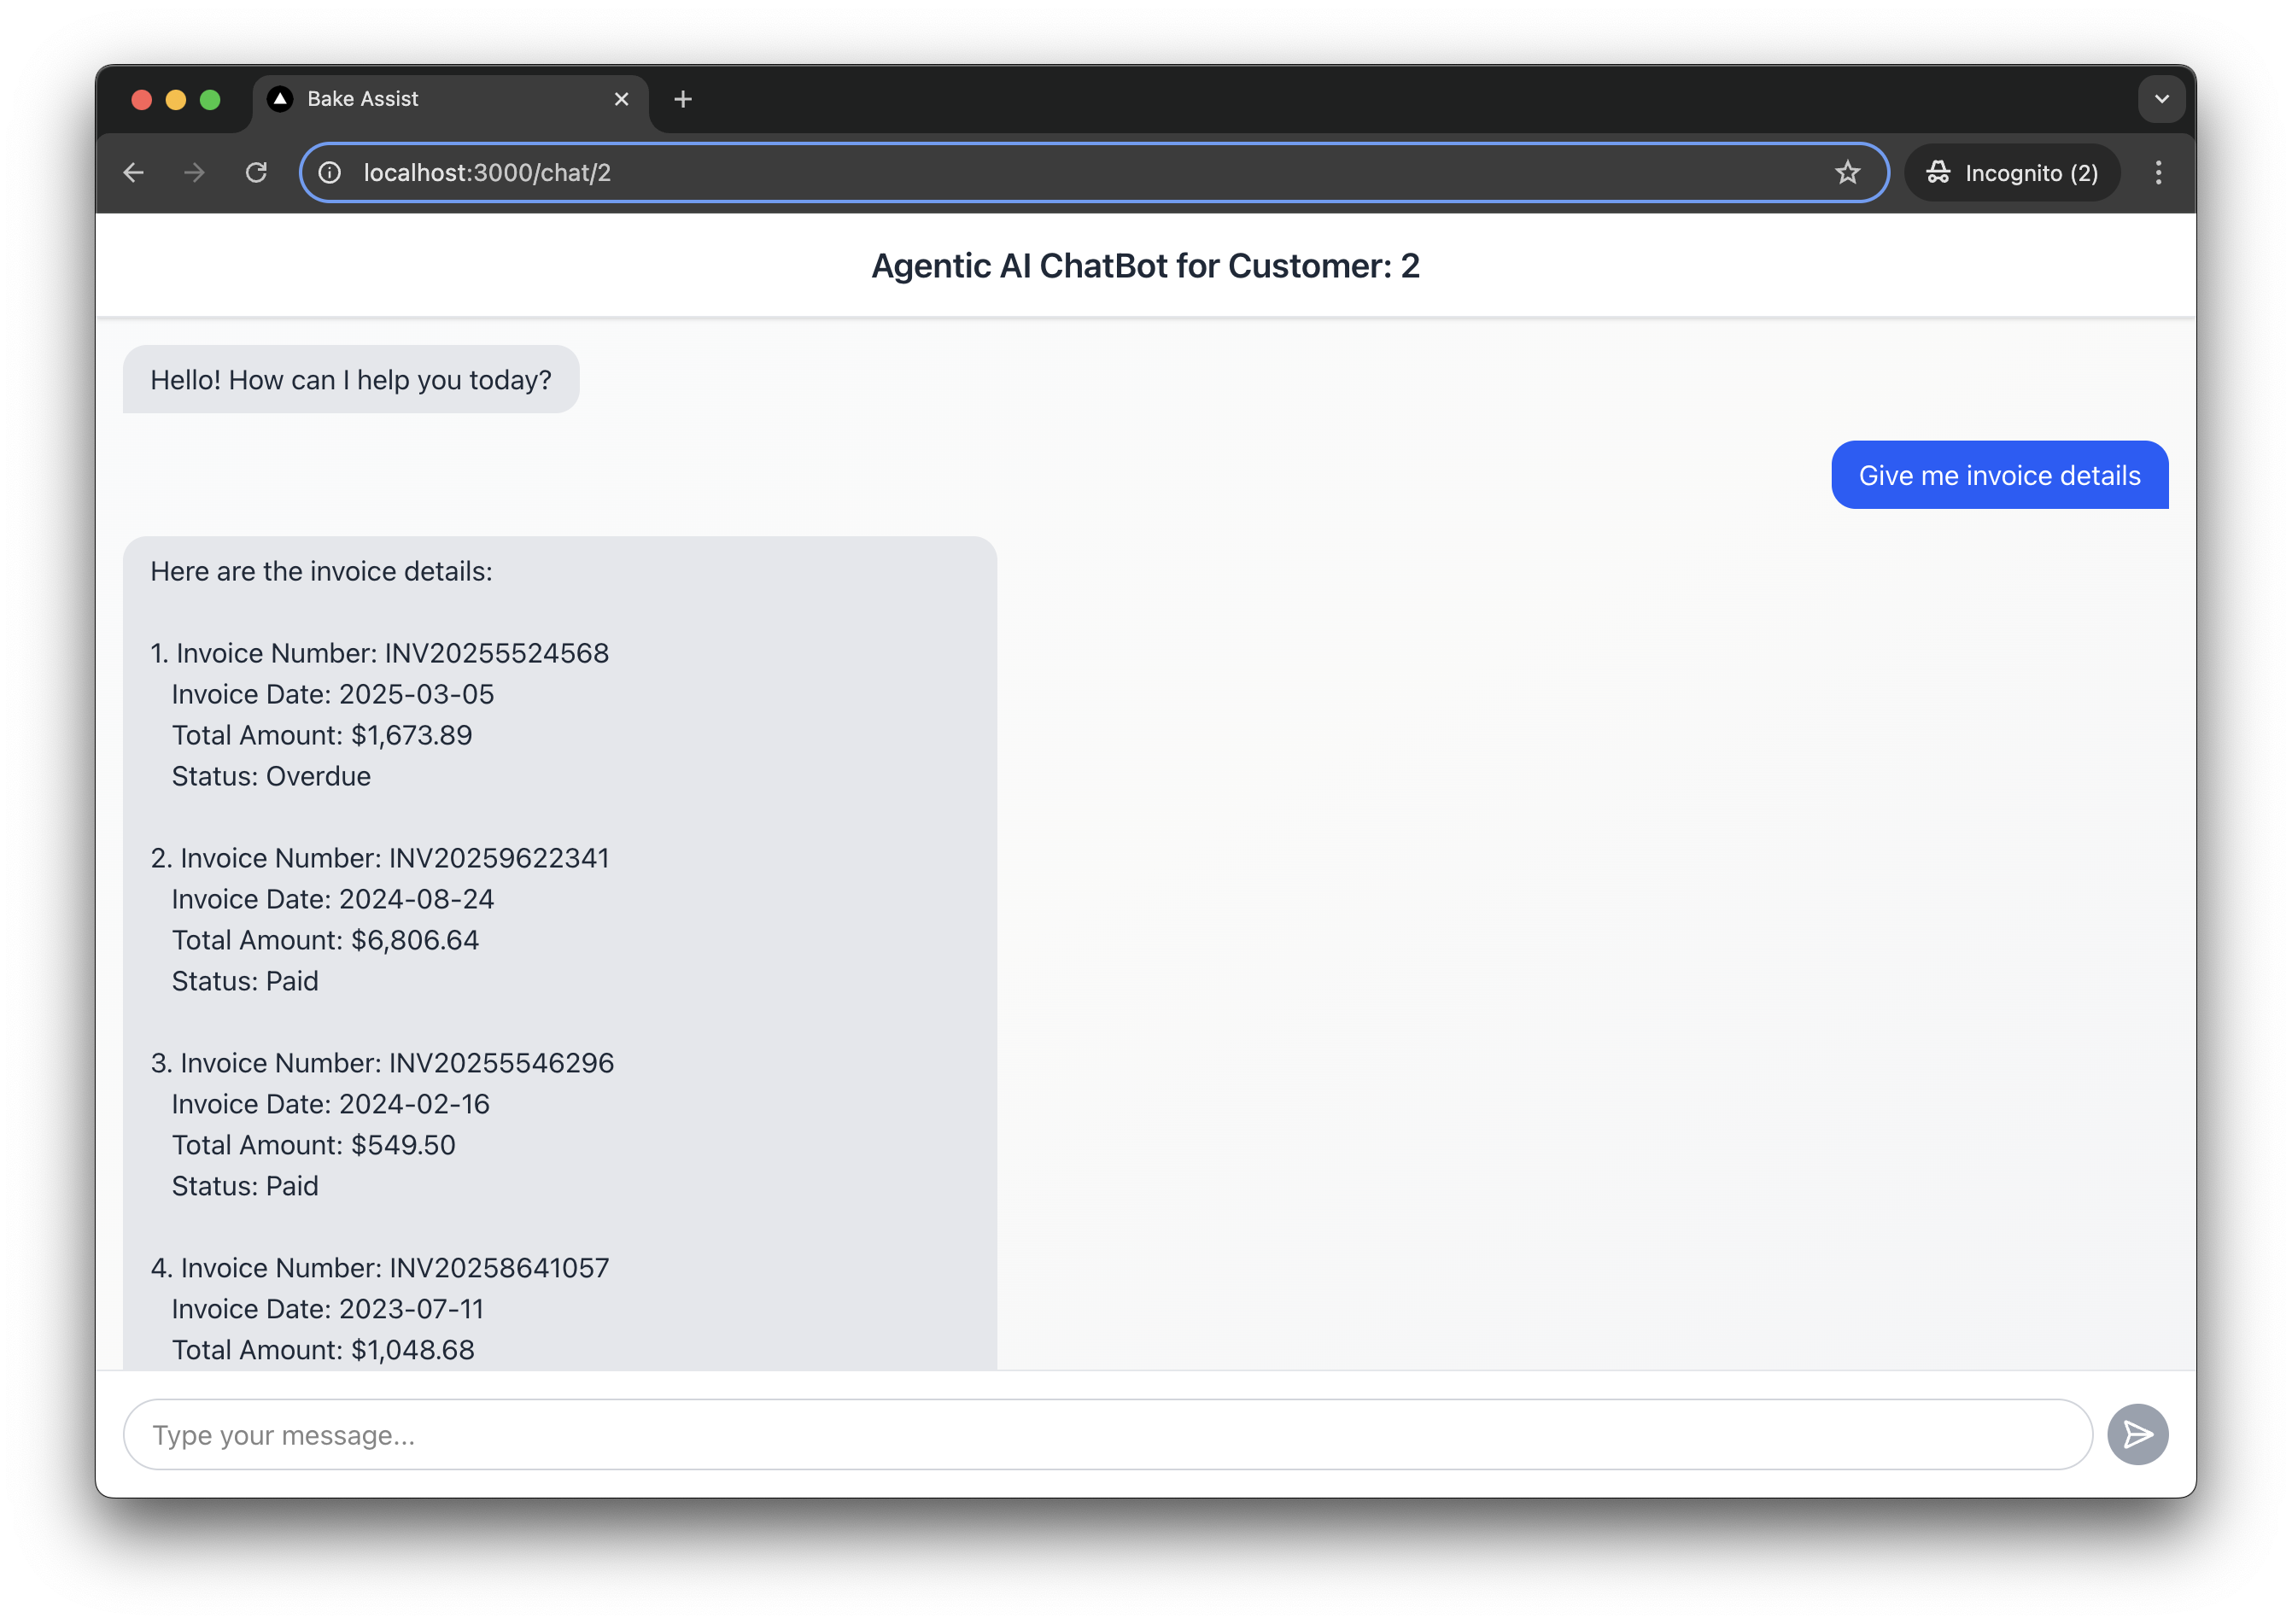 Bake Assist
localhost:3000/chat/2
Incognito (2)
Agentic AI ChatBot for Customer: 2
Hello! How can I help you today?
Give me invoice details
Here are the invoice details:
1. Invoice Number: INV20255524568
Invoice Date: 2025-03-05
Total Amount: $1,673.89
Status: Overdue
2. Invoice Number: INV20259622341
Invoice Date: 2024-08-24
Total Amount: $6,806.64
Status: Paid
3. Invoice Number: INV20255546296
Invoice Date: 2024-02-16
Total Amount: $549.50
Status: Paid
4. Invoice Number: INV20258641057
Invoice Date: 2023-07-11
Total Amount: $1,048.68
Type your message...